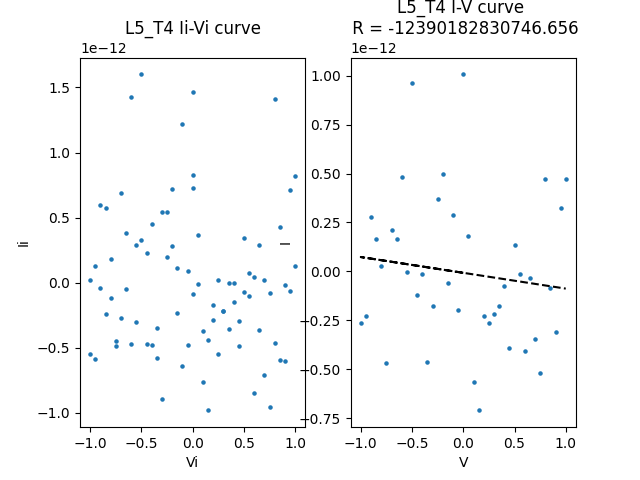 L5_T4 Ii-Vi curve
L5_T4 I-V curve
R = -12390182830746.656
1e−12
1e−12
1.5
1.0
0.5
0.0
−0.5
−1.0
Ii
−1.0 −0.5 0.0 0.5 1.0
Vi
1.00
0.75
0.50
0.25
0.00
−0.25
−0.50
−0.75
I
−1.0 −0.5 0.0 0.5 1.0
V